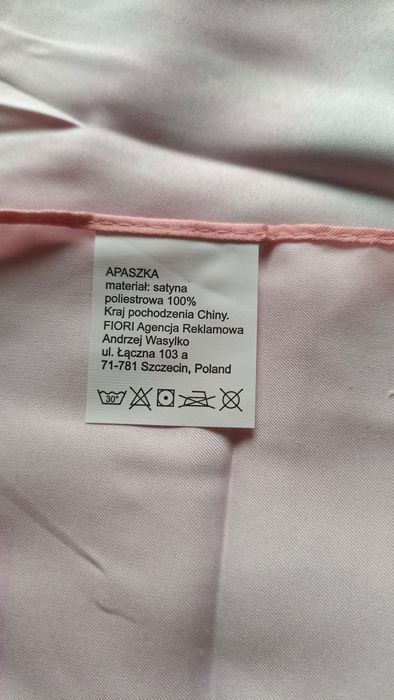 APASZKA
materiał: satyna
poliestrowa 100%
Kraj pochodzenia Chiny.
FIORI Agencja Reklamowa
Andrzej Wasylko
ul. Łączna 103 a
71-781 Szczecin, Poland
30°